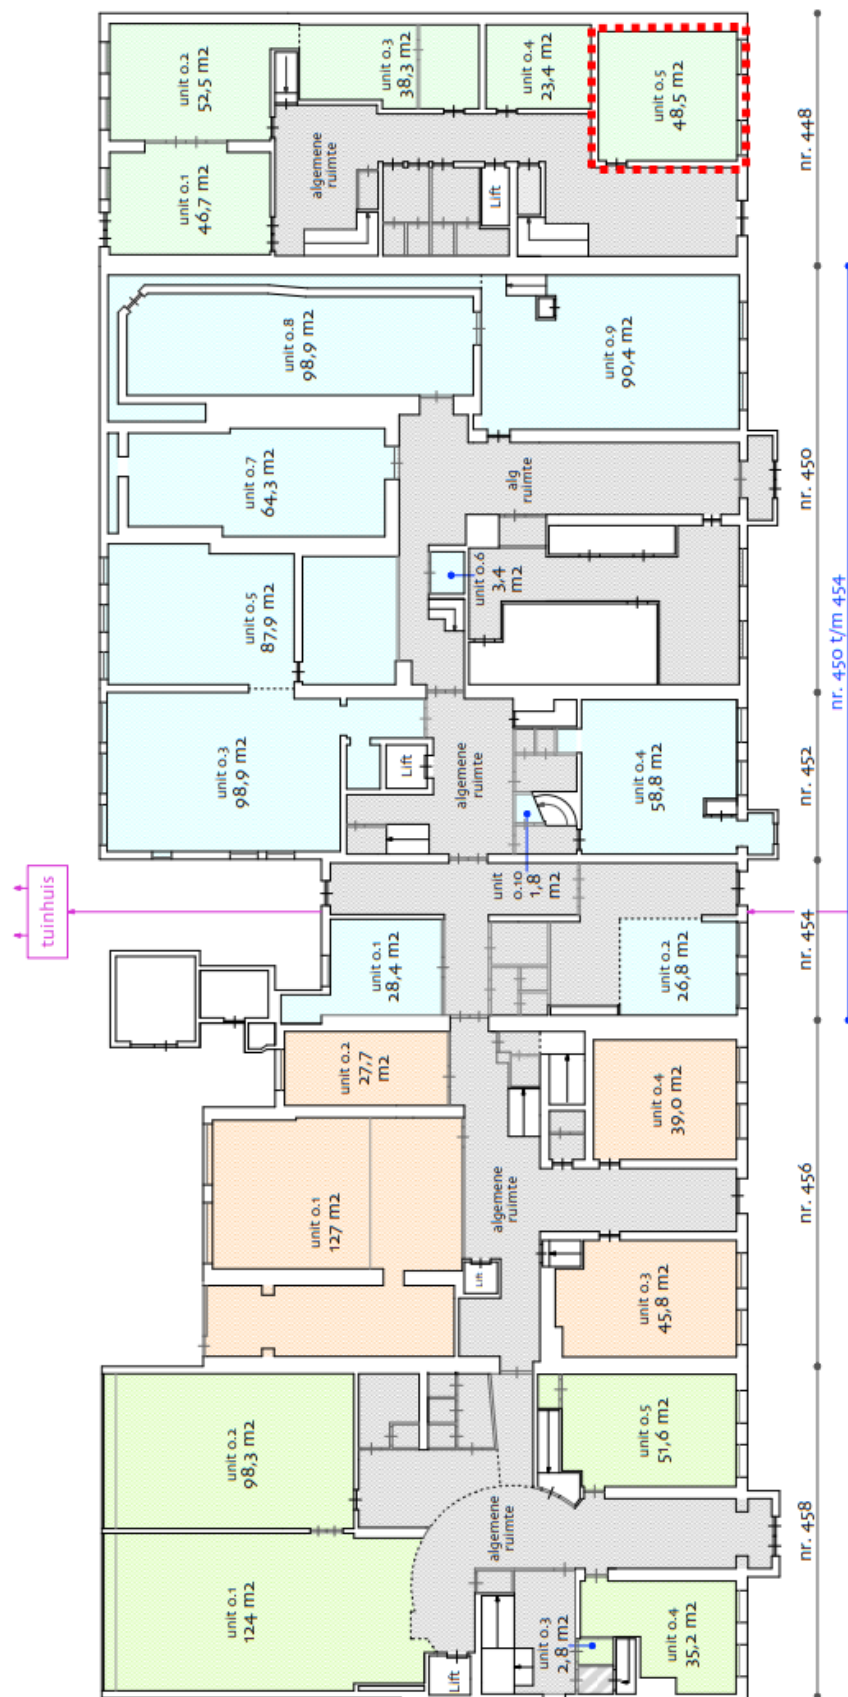 unit 0.2
52,5 m2
unit 0.3
38,3 m2
unit 0.4
23,4 m2
unit 0.5
48,5 m2
unit 0.1
46,7 m2
algemene
ruimte
Lift
nr. 448
unit 0.8
98,9 m2
unit 0.9
90,4 m2
unit 0.7
64,3 m2
alg
ruimte
nr. 450
unit 0.5
87,9 m2
unit 0.6
3,4
m2
nr. 450 t/m 454
unit 0.3
98,9 m2
Lift
algemene
ruimte
unit 0.4
58,8 m2
nr. 452
tuinhuis
unit
0.10
1,8
m2
unit 0.1
28,4 m2
unit 0.2
26,8 m2
nr. 454
unit 0.2
27,7
m2
unit 0.4
39,0 m2
unit 0.1
127 m2
algemene
ruimte
Lift
unit 0.3
45,8 m2
nr. 456
unit 0.2
98,3 m2
unit 0.5
51,6 m2
unit 0.1
124 m2
algemene
ruimte
nr. 458
Lift
unit 0.3
2,8 m2
unit 0.4
35,2 m2